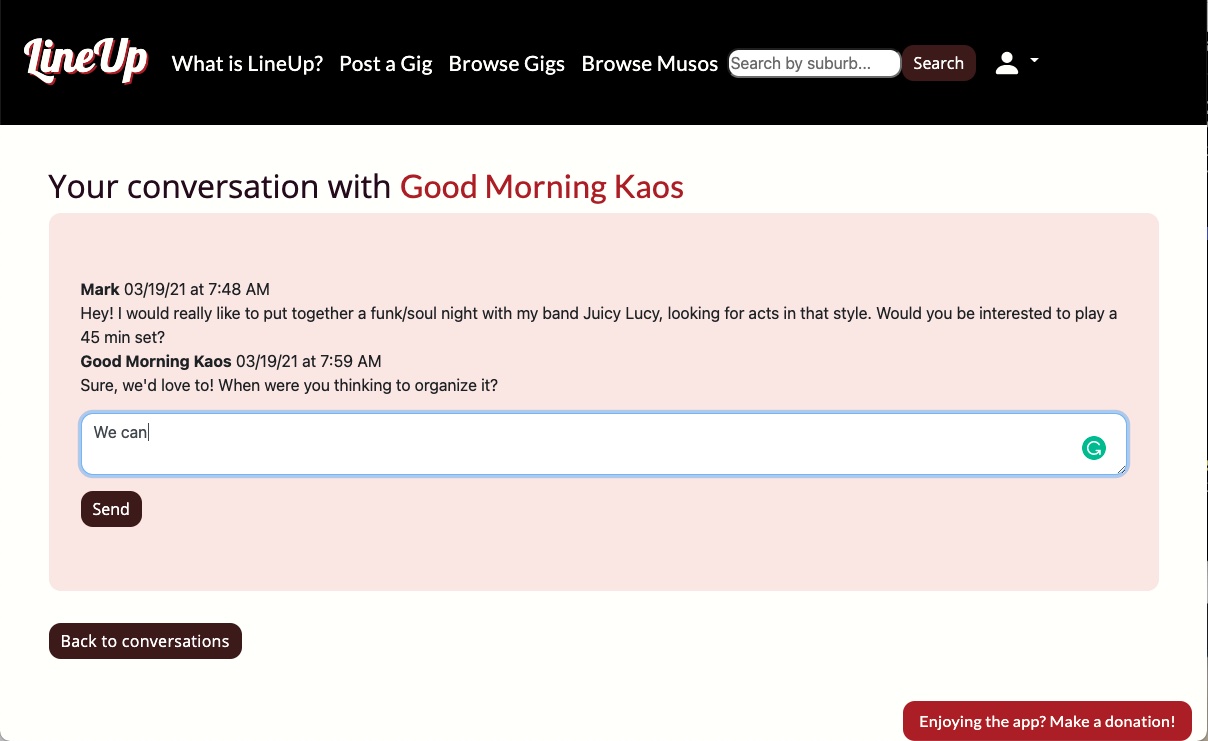 LineUp What is LineUp? Post a Gig Browse Gigs Browse Musos Search by suburb... Search
Your conversation with Good Morning Kaos
Mark 03/19/21 at 7:48 AM
Hey! I would really like to put together a funk/soul night with my band Juicy Lucy, looking for acts in that style. Would you be interested to play a
45 min set?
Good Morning Kaos 03/19/21 at 7:59 AM
Sure, we'd love to! When were you thinking to organize it?
We can
Send
Back to conversations
Enjoying the app? Make a donation!